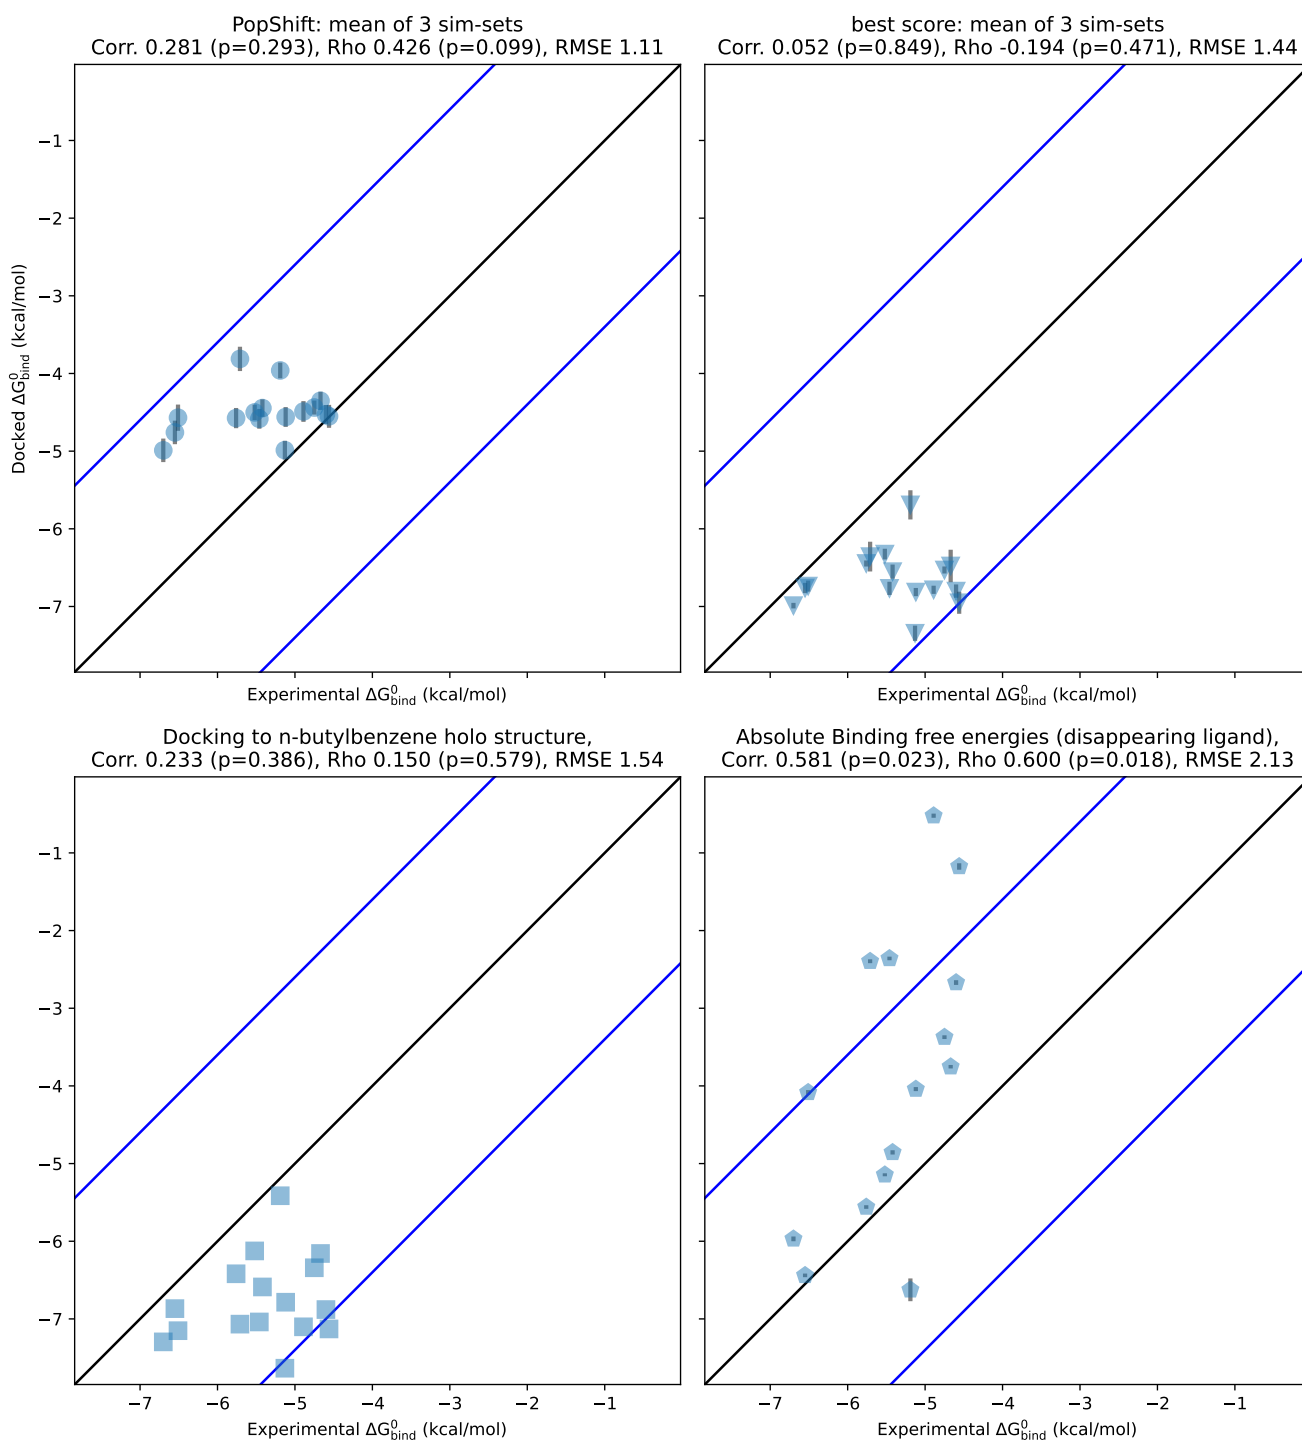 PopShift: mean of 3 sim-sets
Corr. 0.281 (p=0.293), Rho 0.426 (p=0.099), RMSE 1.11
best score: mean of 3 sim-sets
Corr. 0.052 (p=0.849), Rho -0.194 (p=0.471), RMSE 1.44
−1
−2
−3
−4
−5
−6
−7
Docked ΔG⁰bind (kcal/mol)
Experimental ΔG⁰bind (kcal/mol)
Experimental ΔG⁰bind (kcal/mol)
Docking to n-butylbenzene holo structure,
Corr. 0.233 (p=0.386), Rho 0.150 (p=0.579), RMSE 1.54
Absolute Binding free energies (disappearing ligand),
Corr. 0.581 (p=0.023), Rho 0.600 (p=0.018), RMSE 2.13
−1
−2
−3
−4
−5
−6
−7
−7 −6 −5 −4 −3 −2 −1
−7 −6 −5 −4 −3 −2 −1
Experimental ΔG⁰bind (kcal/mol)
Experimental ΔG⁰bind (kcal/mol)